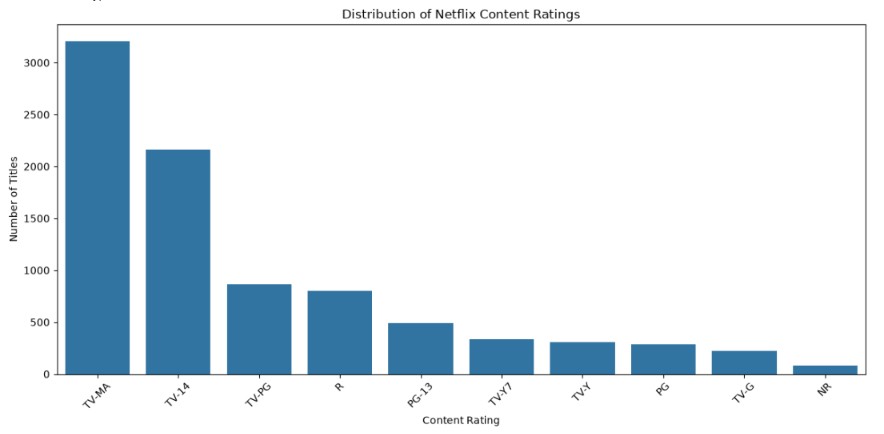 Distribution of Netflix Content Ratings
Number of Titles
3000
2500
2000
1500
1000
500
0
TV-MA
TV-14
TV-PG
R
PG-13
TV-Y7
TV-Y
PG
TV-G
NR
Content Rating